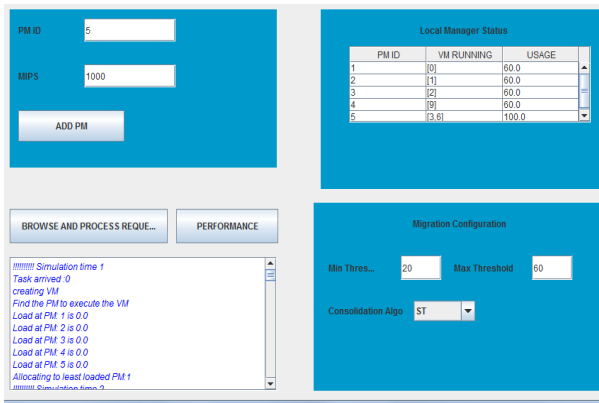 PM ID 5
MIPS 1000
ADD PM
Local Manager Status
PM ID VM RUNNING USAGE
1 [0] 60.0
2 [1] 60.0
3 [2] 60.0
4 [9] 60.0
5 [3,6] 100.0
BROWSE AND PROCESS REQUE... PERFORMANCE
!!!!!!!!! Simulation time 1
Task arrived :0
creating VM
Find the PM to execute the VM
Load at PM: 1 is 0.0
Load at PM: 2 is 0.0
Load at PM: 3 is 0.0
Load at PM: 4 is 0.0
Load at PM: 5 is 0.0
Allocating to least loaded PM:1
!!!!!!!!! Simulation time 2
Migration Configuration
Min Thres... 20 Max Threshold 60
Consolidation Algo ST